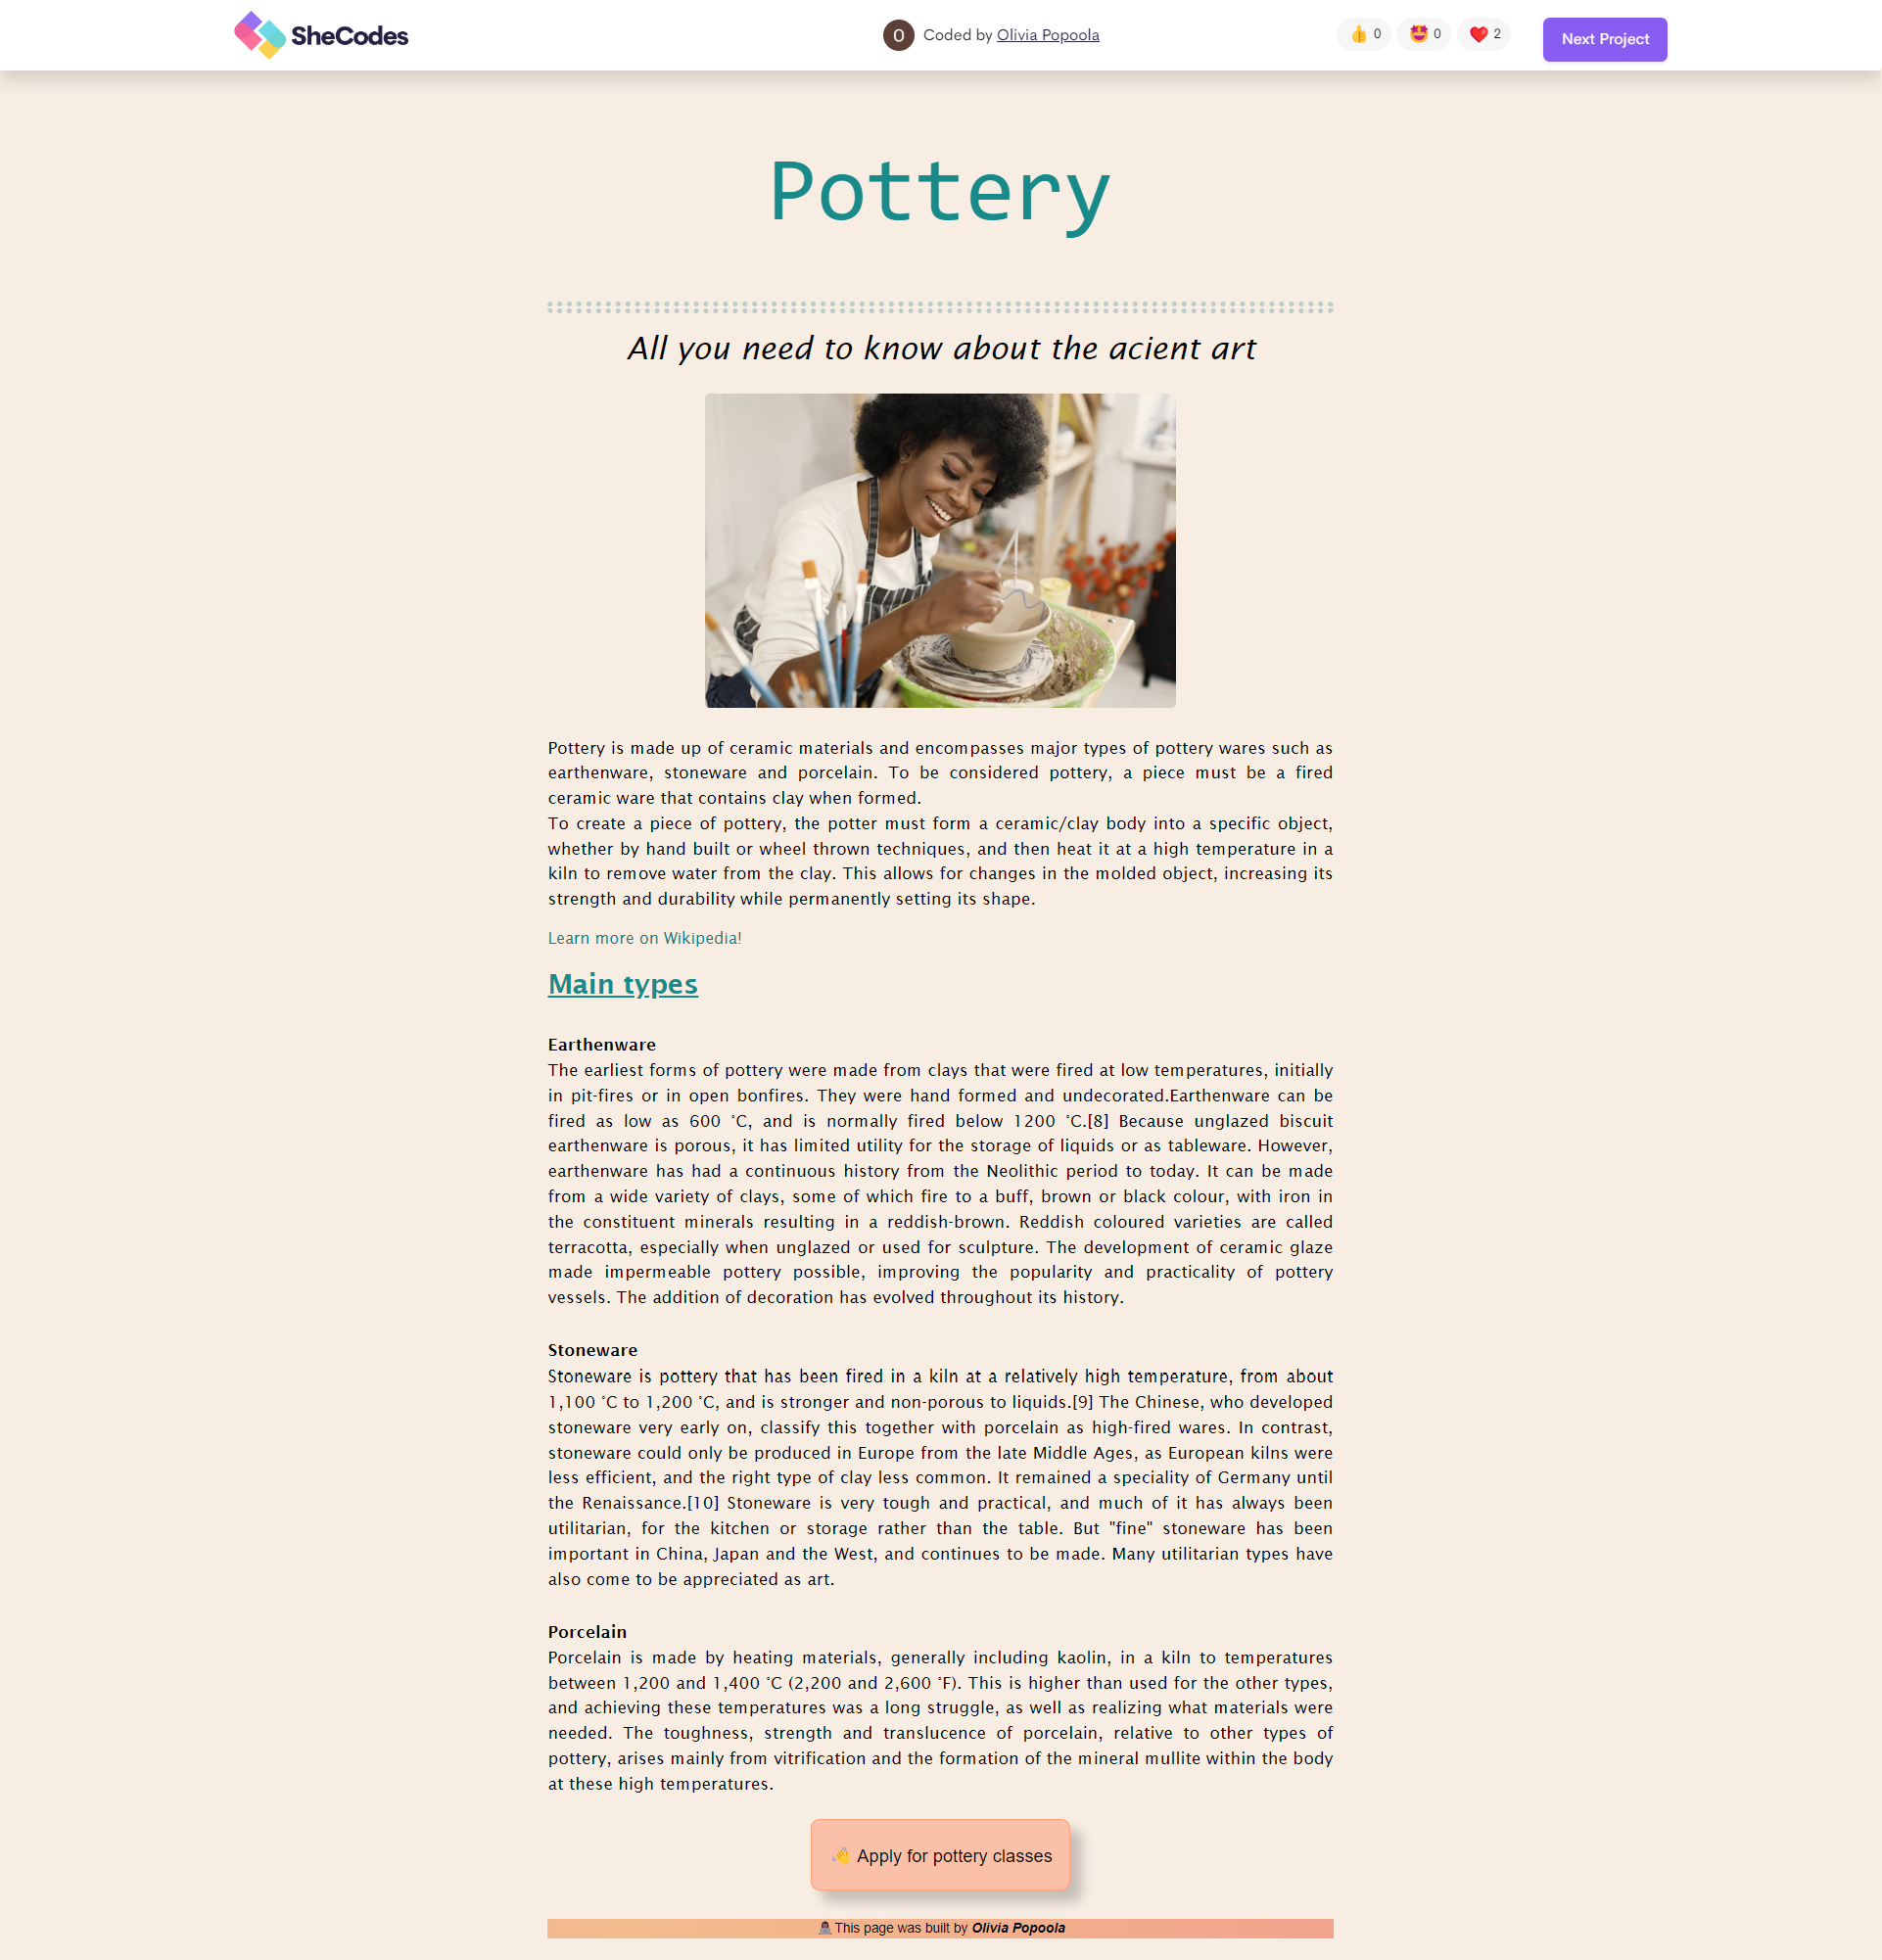 SheCodes
O Coded by Olivia Popoola
👍 0 🤩 0 ❤️ 2
Next Project
Pottery
All you need to know about the acient art
Pottery is made up of ceramic materials and encompasses major types of pottery wares such as
earthenware, stoneware and porcelain. To be considered pottery, a piece must be a fired
ceramic ware that contains clay when formed.
To create a piece of pottery, the potter must form a ceramic/clay body into a specific object,
whether by hand built or wheel thrown techniques, and then heat it at a high temperature in a
kiln to remove water from the clay. This allows for changes in the molded object, increasing its
strength and durability while permanently setting its shape.
Learn more on Wikipedia!
Main types
Earthenware
The earliest forms of pottery were made from clays that were fired at low temperatures, initially
in pit-fires or in open bonfires. They were hand formed and undecorated.Earthenware can be
fired as low as 600 °C, and is normally fired below 1200 °C.[8] Because unglazed biscuit
earthenware is porous, it has limited utility for the storage of liquids or as tableware. However,
earthenware has had a continuous history from the Neolithic period to today. It can be made
from a wide variety of clays, some of which fire to a buff, brown or black colour, with iron in
the constituent minerals resulting in a reddish-brown. Reddish coloured varieties are called
terracotta, especially when unglazed or used for sculpture. The development of ceramic glaze
made impermeable pottery possible, improving the popularity and practicality of pottery
vessels. The addition of decoration has evolved throughout its history.
Stoneware
Stoneware is pottery that has been fired in a kiln at a relatively high temperature, from about
1,100 °C to 1,200 °C, and is stronger and non-porous to liquids.[9] The Chinese, who developed
stoneware very early on, classify this together with porcelain as high-fired wares. In contrast,
stoneware could only be produced in Europe from the late Middle Ages, as European kilns were
less efficient, and the right type of clay less common. It remained a speciality of Germany until
the Renaissance.[10] Stoneware is very tough and practical, and much of it has always been
utilitarian, for the kitchen or storage rather than the table. But "fine" stoneware has been
important in China, Japan and the West, and continues to be made. Many utilitarian types have
also come to be appreciated as art.
Porcelain
Porcelain is made by heating materials, generally including kaolin, in a kiln to temperatures
between 1,200 and 1,400 °C (2,200 and 2,600 °F). This is higher than used for the other types,
and achieving these temperatures was a long struggle, as well as realizing what materials were
needed. The toughness, strength and translucence of porcelain, relative to other types of
pottery, arises mainly from vitrification and the formation of the mineral mullite within the body
at these high temperatures.
👋 Apply for pottery classes
This page was built by Olivia Popoola